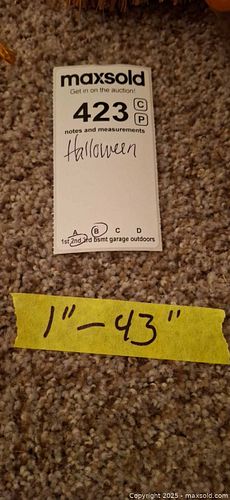 maxsold
Get in on the auction!
423 C
P
notes and measurements
Halloween
A B C D
1st 2nd 3rd bsmt garage outdoors
1" - 43"
Copyright 2025 - maxsold.com